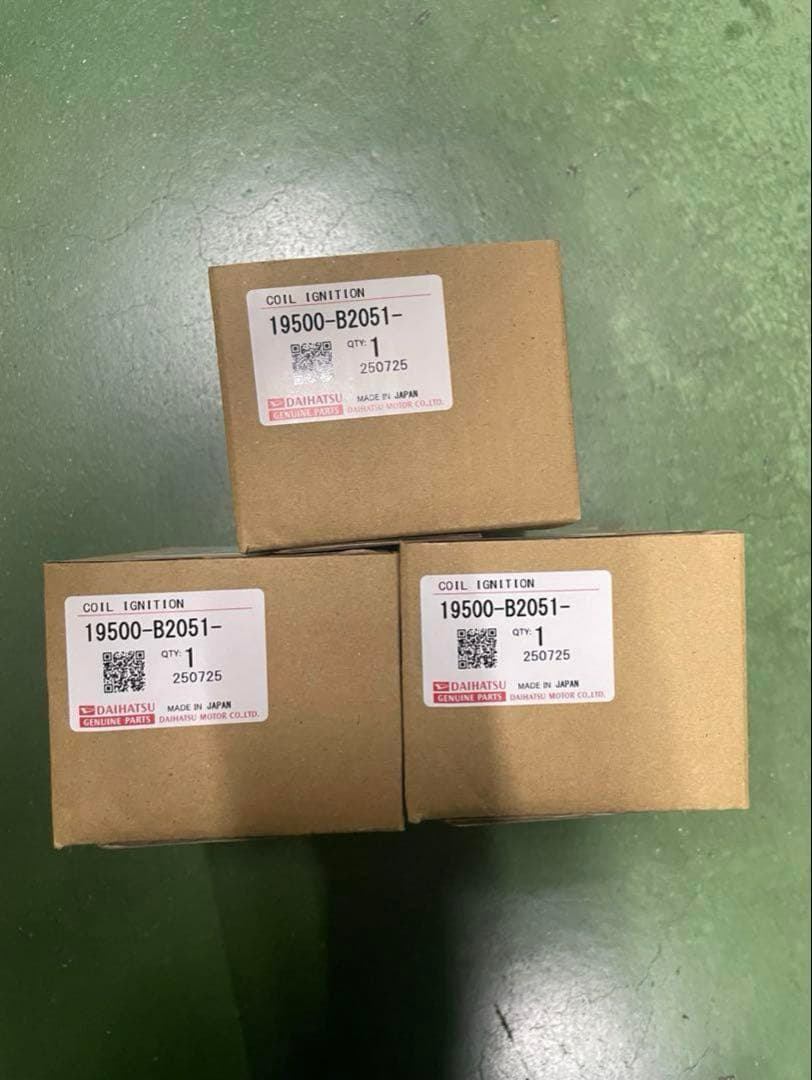 COIL IGNITION
19500-B2051-
QTY: 1
250725
DAIHATSU MADE IN JAPAN
GENUINE PARTS DAIHATSU MOTOR CO.,LTD.
COIL IGNITION
19500-B2051-
QTY: 1
250725
DAIHATSU MADE IN JAPAN
GENUINE PARTS DAIHATSU MOTOR CO.,LTD.
COIL IGNITION
19500-B2051-
QTY: 1
250725
DAIHATSU MADE IN JAPAN
GENUINE PARTS DAIHATSU MOTOR CO.,LTD.